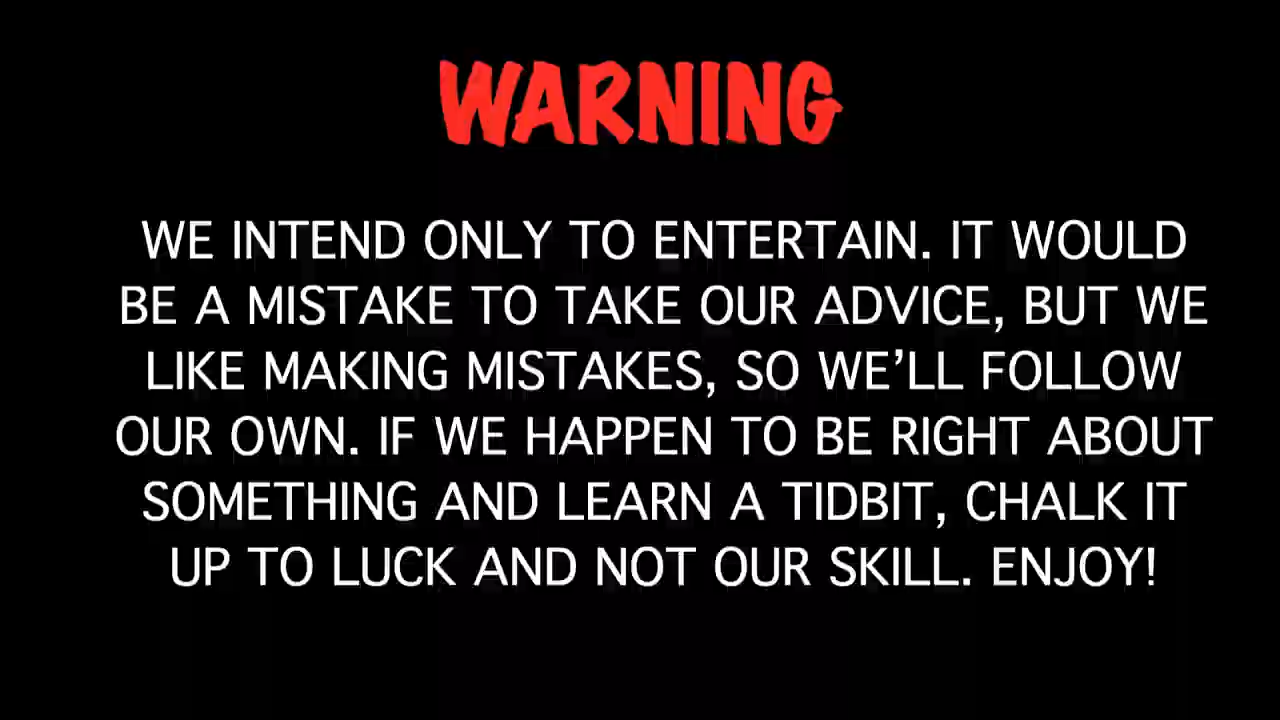 WARNING
WE INTEND ONLY TO ENTERTAIN. IT WOULD
BE A MISTAKE TO TAKE OUR ADVICE, BUT WE
LIKE MAKING MISTAKES, SO WE’LL FOLLOW
OUR OWN. IF WE HAPPEN TO BE RIGHT ABOUT
SOMETHING AND LEARN A TIDBIT, CHALK IT
UP TO LUCK AND NOT OUR SKILL. ENJOY!